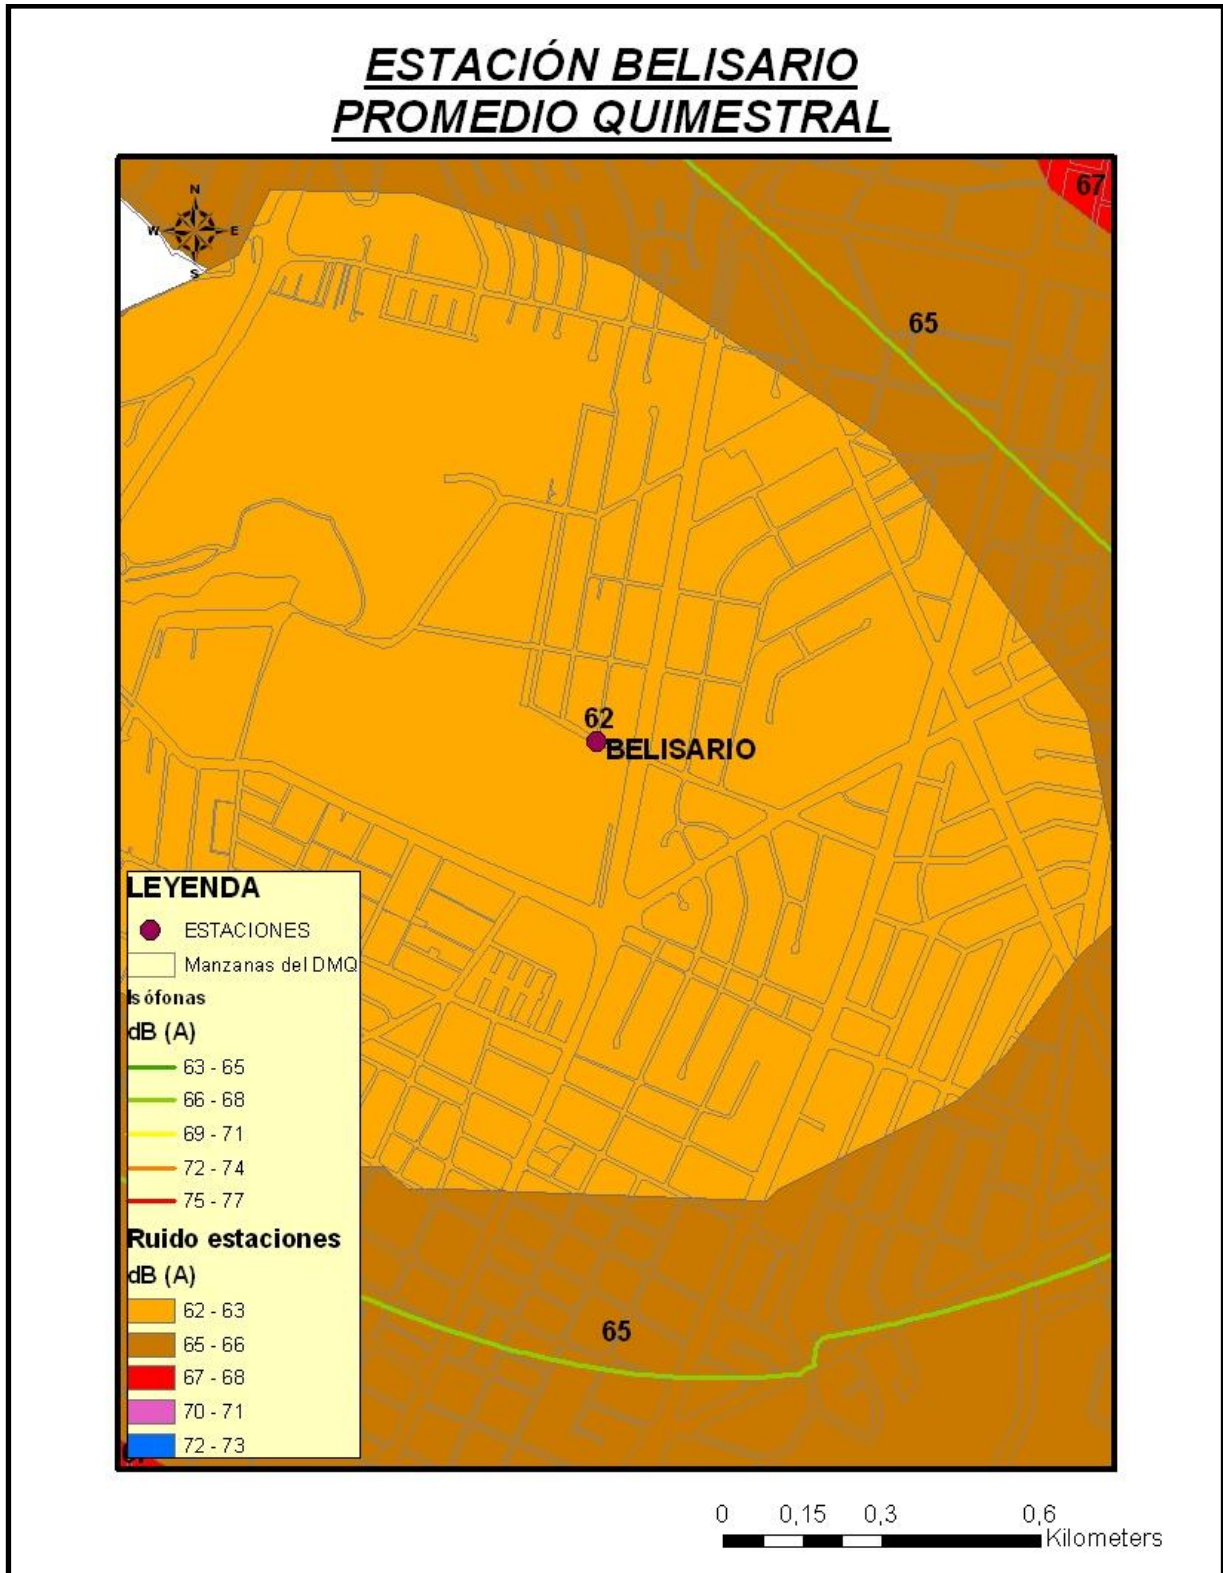 ESTACIÓN BELISARIO
PROMEDIO QUIMESTRAL
N
W E
S
67
65
62
BELISARIO
65
LEYENDA
ESTACIONES
Manzanas del DMQ
Isófonas
dB (A)
63 - 65
66 - 68
69 - 71
72 - 74
75 - 77
Ruido estaciones
dB (A)
62 - 63
65 - 66
67 - 68
70 - 71
72 - 73
0 0,15 0,3 0,6
Kilometers